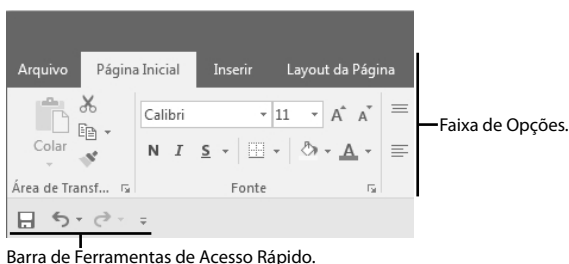 Arquivo Página Inicial Inserir Layout da Página
Calibri 11 A A
Colar N I S A
Área de Transf... Fonte
Faixa de Opções.
Barra de Ferramentas de Acesso Rápido.